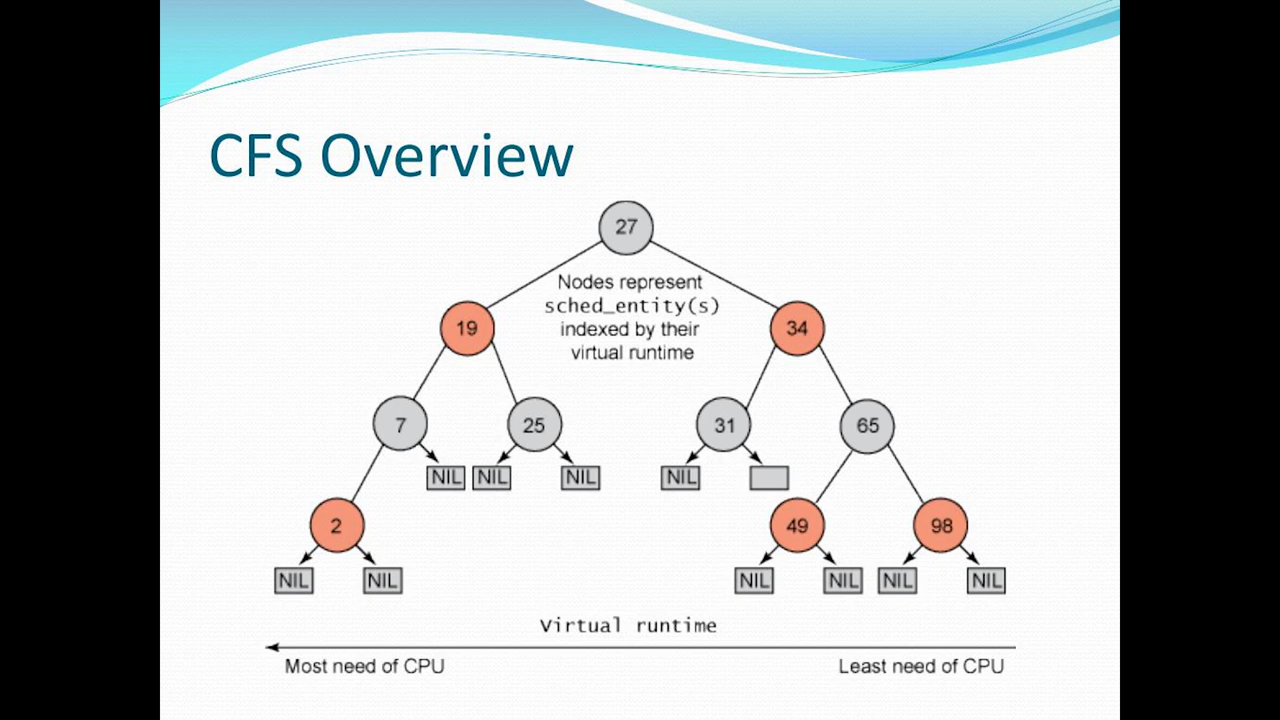 CFS Overview
27
Nodes represent
sched_entity(s)
indexed by their
virtual runtime
19
34
7
25
31
65
NIL
NIL
NIL
NIL
2
49
98
NIL
NIL
NIL
NIL
NIL
NIL
Virtual runtime
Most need of CPU
Least need of CPU